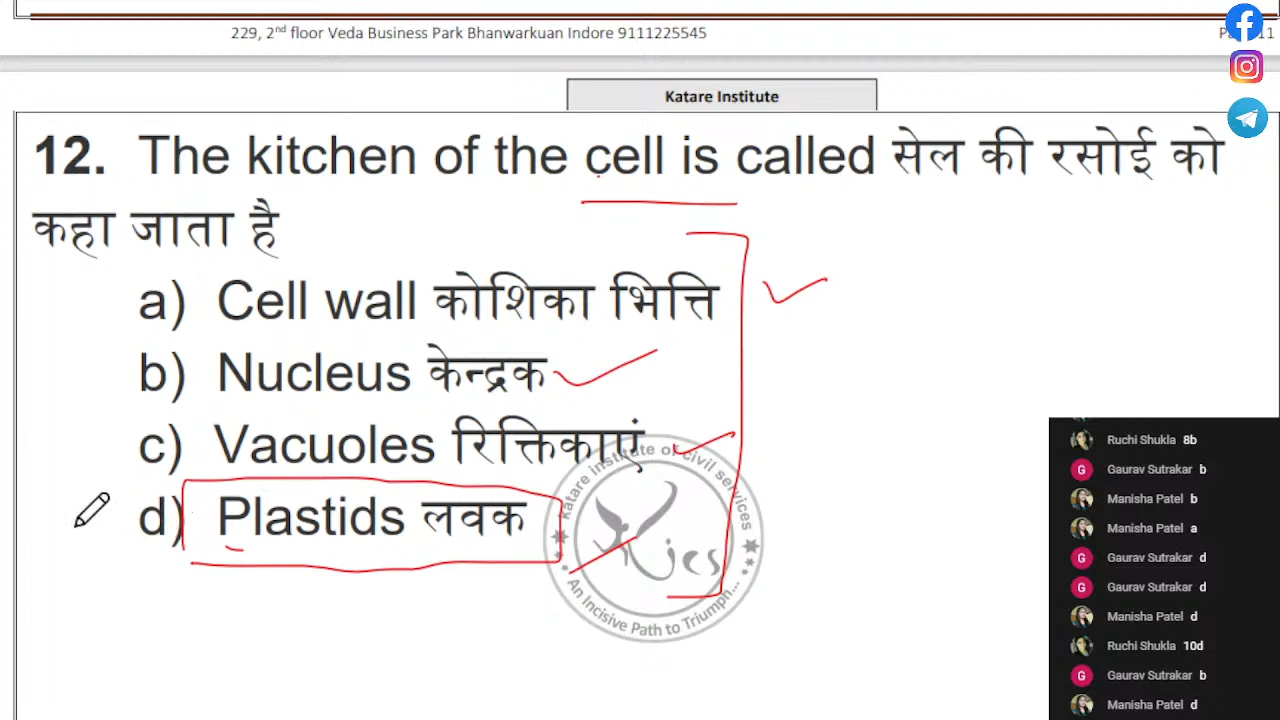 229, 2nd floor Veda Business Park Bhanwarkuan Indore 9111225545
11
Katare Institute
12. The kitchen of the cell is called सेल की रसोई को
कहा जाता है
a) Cell wall कोशिका भित्ति
b) Nucleus केन्द्रक
c) Vacuoles रिक्तिकाएं
d) Plastids लवक
Katare institute of civil services
kics
An Incisive Path to Triumph...
Ruchi Shukla 8b
G Gaurav Sutrakar b
Manisha Patel b
Manisha Patel a
G Gaurav Sutrakar d
G Gaurav Sutrakar d
Manisha Patel d
Ruchi Shukla 10d
G Gaurav Sutrakar b
Manisha Patel d